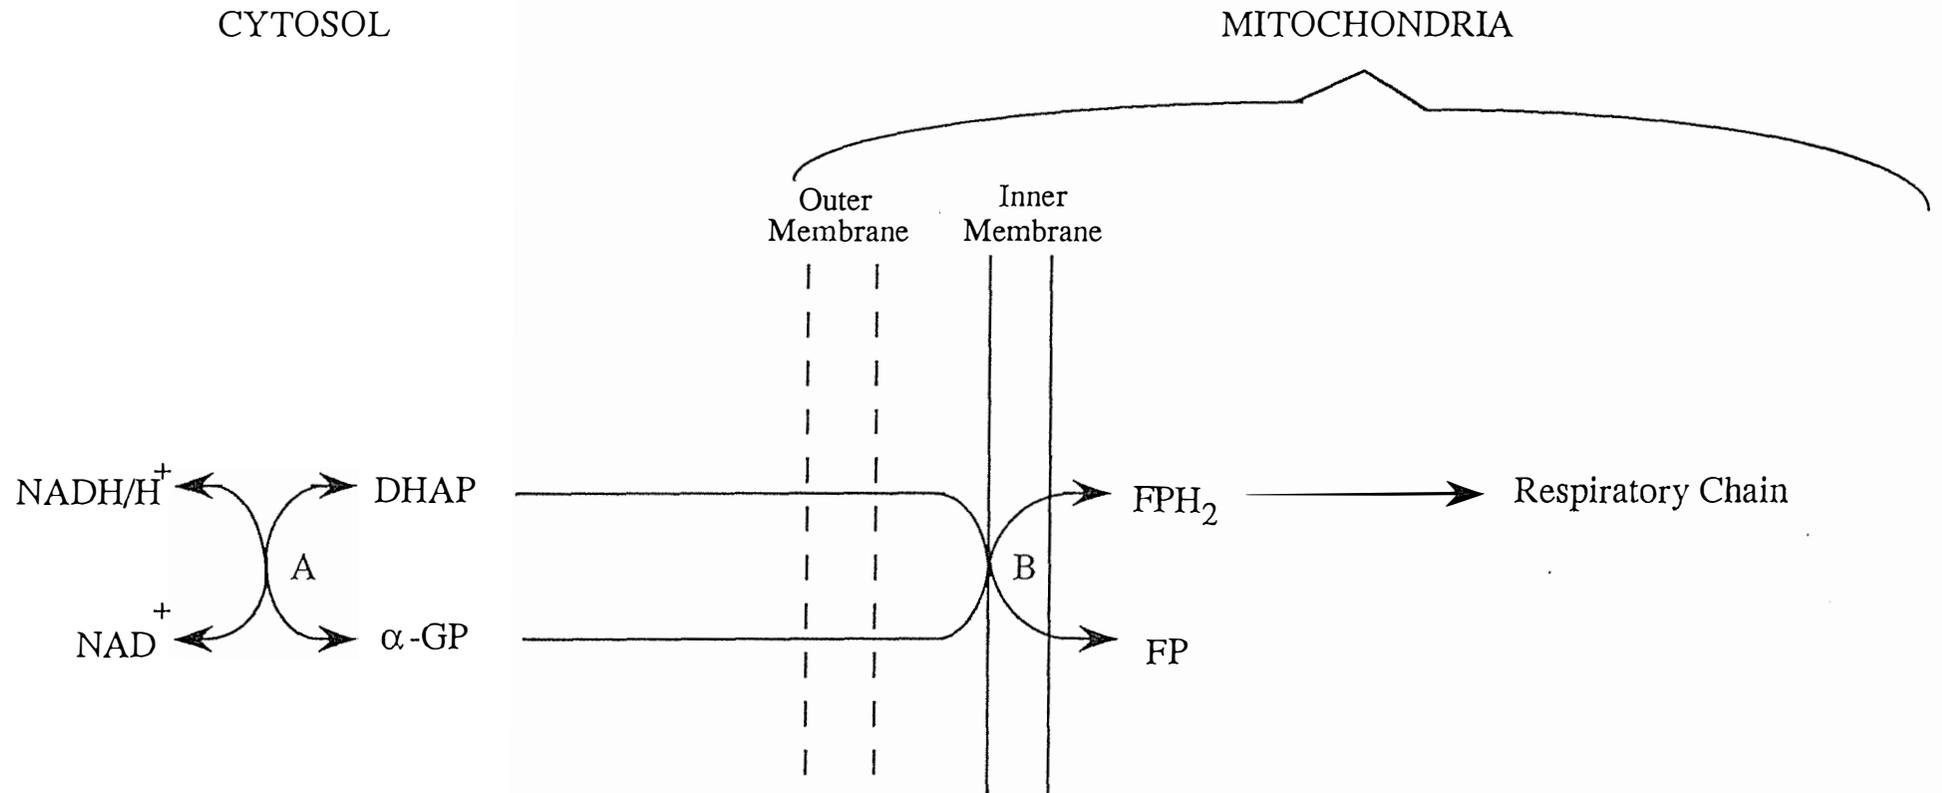 CYTOSOL
MITOCHONDRIA
Outer
Membrane
Inner
Membrane
NADH/H+
DHAP
FPH2
Respiratory Chain
A
B
NAD+
α-GP
FP